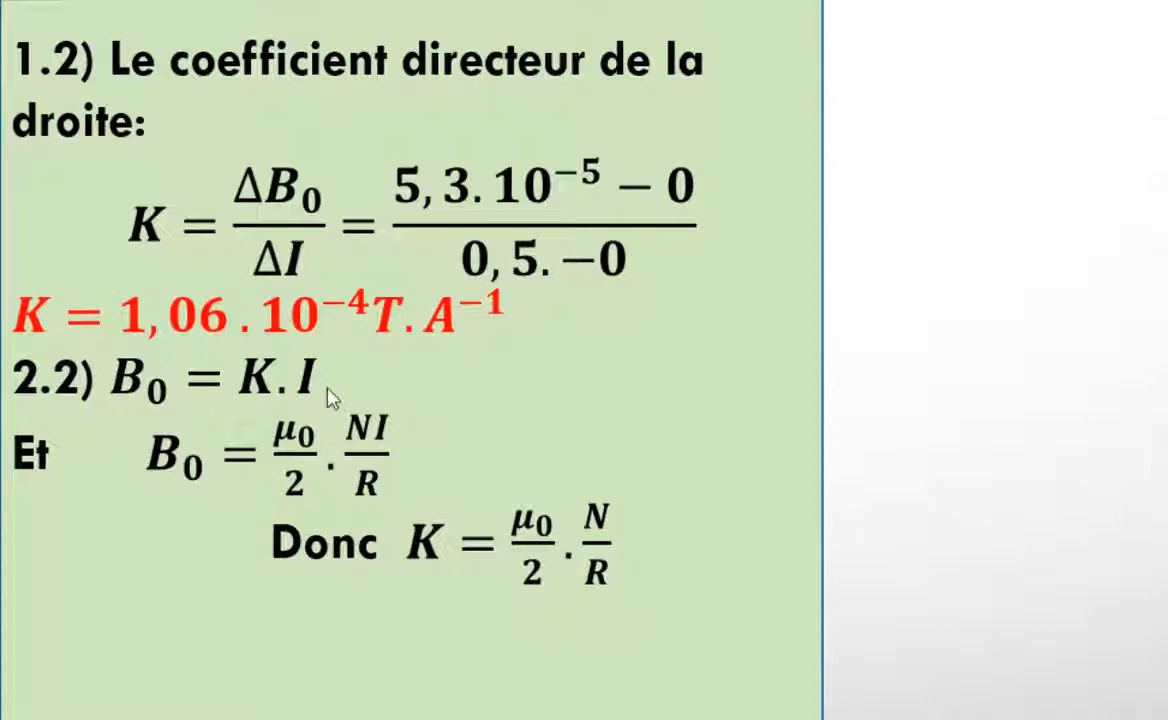 1.2) Le coefficient directeur de la
droite:
K = ΔB₀/ΔI = (5,3.10⁻⁵ − 0)/(0,5.−0)
K = 1,06 . 10⁻⁴T. A⁻¹
2.2) B₀ = K. I
Et B₀ = μ₀/2 . NI/R
Donc K = μ₀/2 . N/R